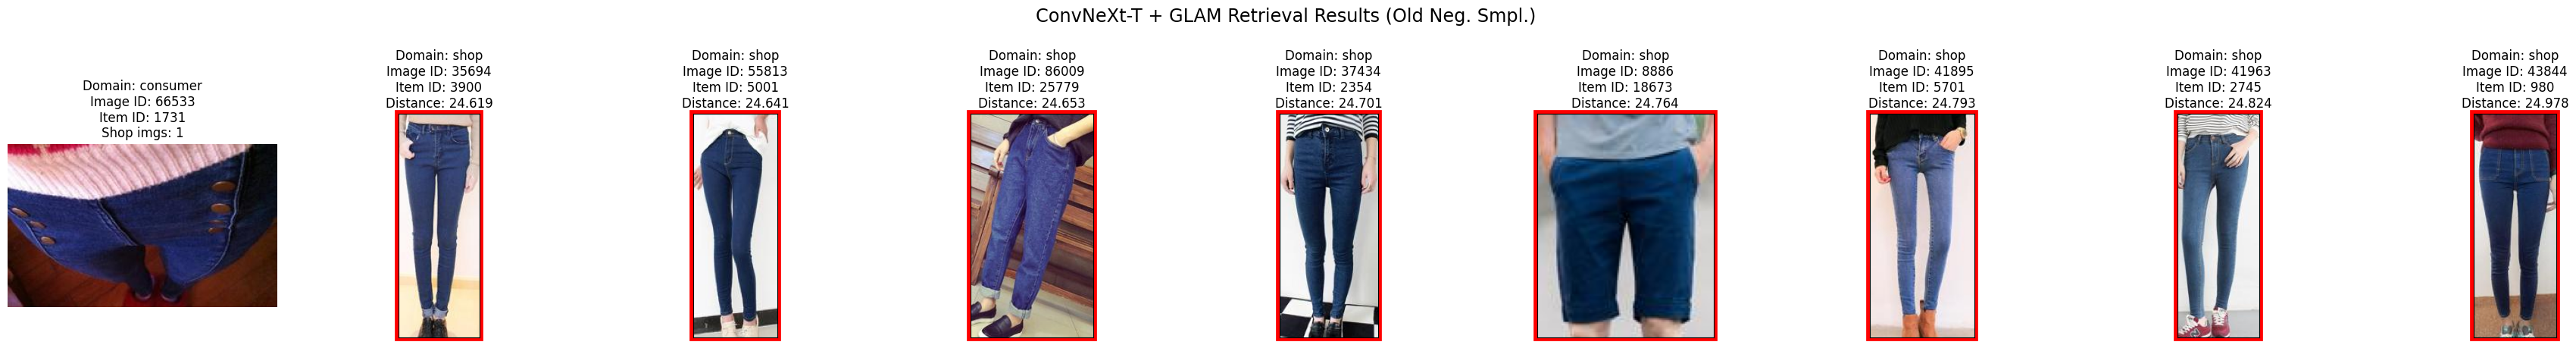 ConvNeXt-T + GLAM Retrieval Results (Old Neg. Smpl.)
Domain: consumer
Image ID: 66533
Item ID: 1731
Shop imgs: 1
Domain: shop
Image ID: 35694
Item ID: 3900
Distance: 24.619
Domain: shop
Image ID: 55813
Item ID: 5001
Distance: 24.641
Domain: shop
Image ID: 86009
Item ID: 25779
Distance: 24.653
Domain: shop
Image ID: 37434
Item ID: 2354
Distance: 24.701
Domain: shop
Image ID: 8886
Item ID: 18673
Distance: 24.764
Domain: shop
Image ID: 41895
Item ID: 5701
Distance: 24.793
Domain: shop
Image ID: 41963
Item ID: 2745
Distance: 24.824
Domain: shop
Image ID: 43844
Item ID: 980
Distance: 24.978